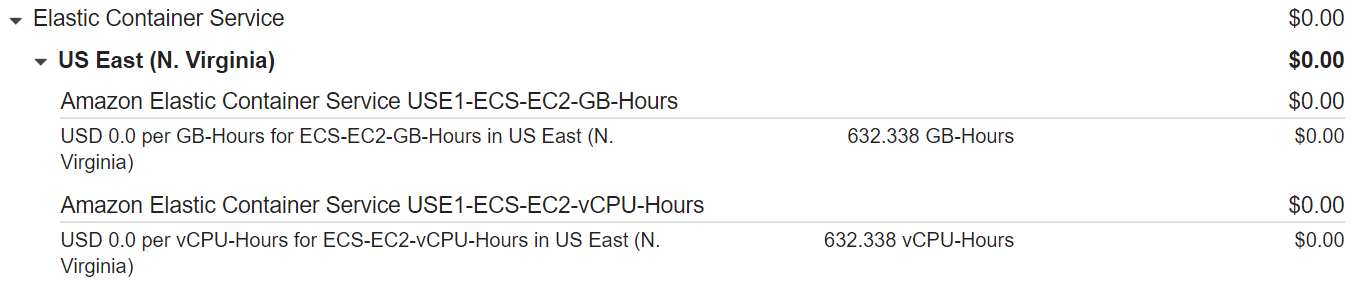 Elastic Container Service $0.00
US East (N. Virginia) $0.00
Amazon Elastic Container Service USE1-ECS-EC2-GB-Hours $0.00
USD 0.0 per GB-Hours for ECS-EC2-GB-Hours in US East (N. 632.338 GB-Hours $0.00
Virginia)
Amazon Elastic Container Service USE1-ECS-EC2-vCPU-Hours $0.00
USD 0.0 per vCPU-Hours for ECS-EC2-vCPU-Hours in US East (N. 632.338 vCPU-Hours $0.00
Virginia)